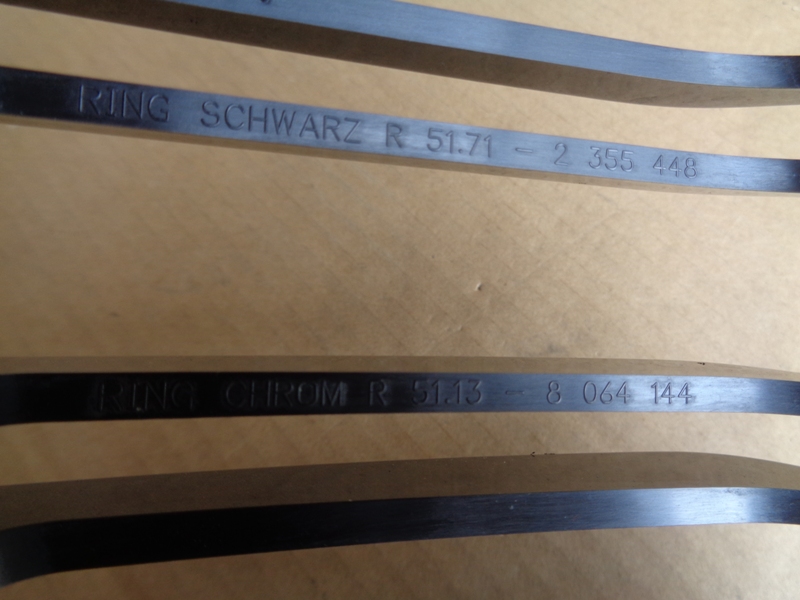 RING SCHWARZ R 51.71 - 2 355 448
RING CHROM R 51.13 - 8 064 144